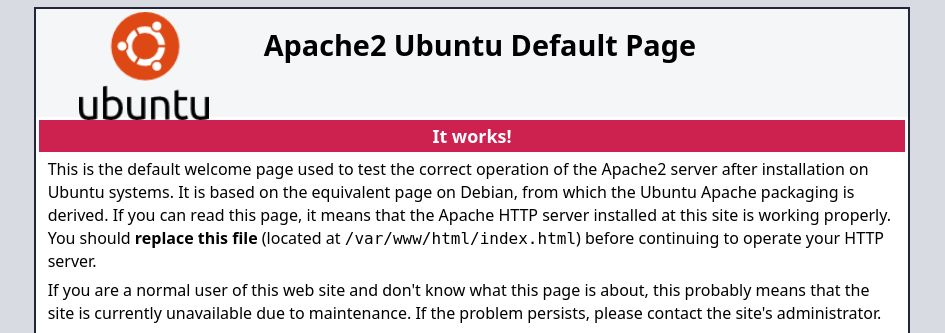 Apache2 Ubuntu Default Page
ubuntu
It works!
This is the default welcome page used to test the correct operation of the Apache2 server after installation on
Ubuntu systems. It is based on the equivalent page on Debian, from which the Ubuntu Apache packaging is
derived. If you can read this page, it means that the Apache HTTP server installed at this site is working properly.
You should replace this file (located at /var/www/html/index.html) before continuing to operate your HTTP
server.
If you are a normal user of this web site and don't know what this page is about, this probably means that the
site is currently unavailable due to maintenance. If the problem persists, please contact the site's administrator.